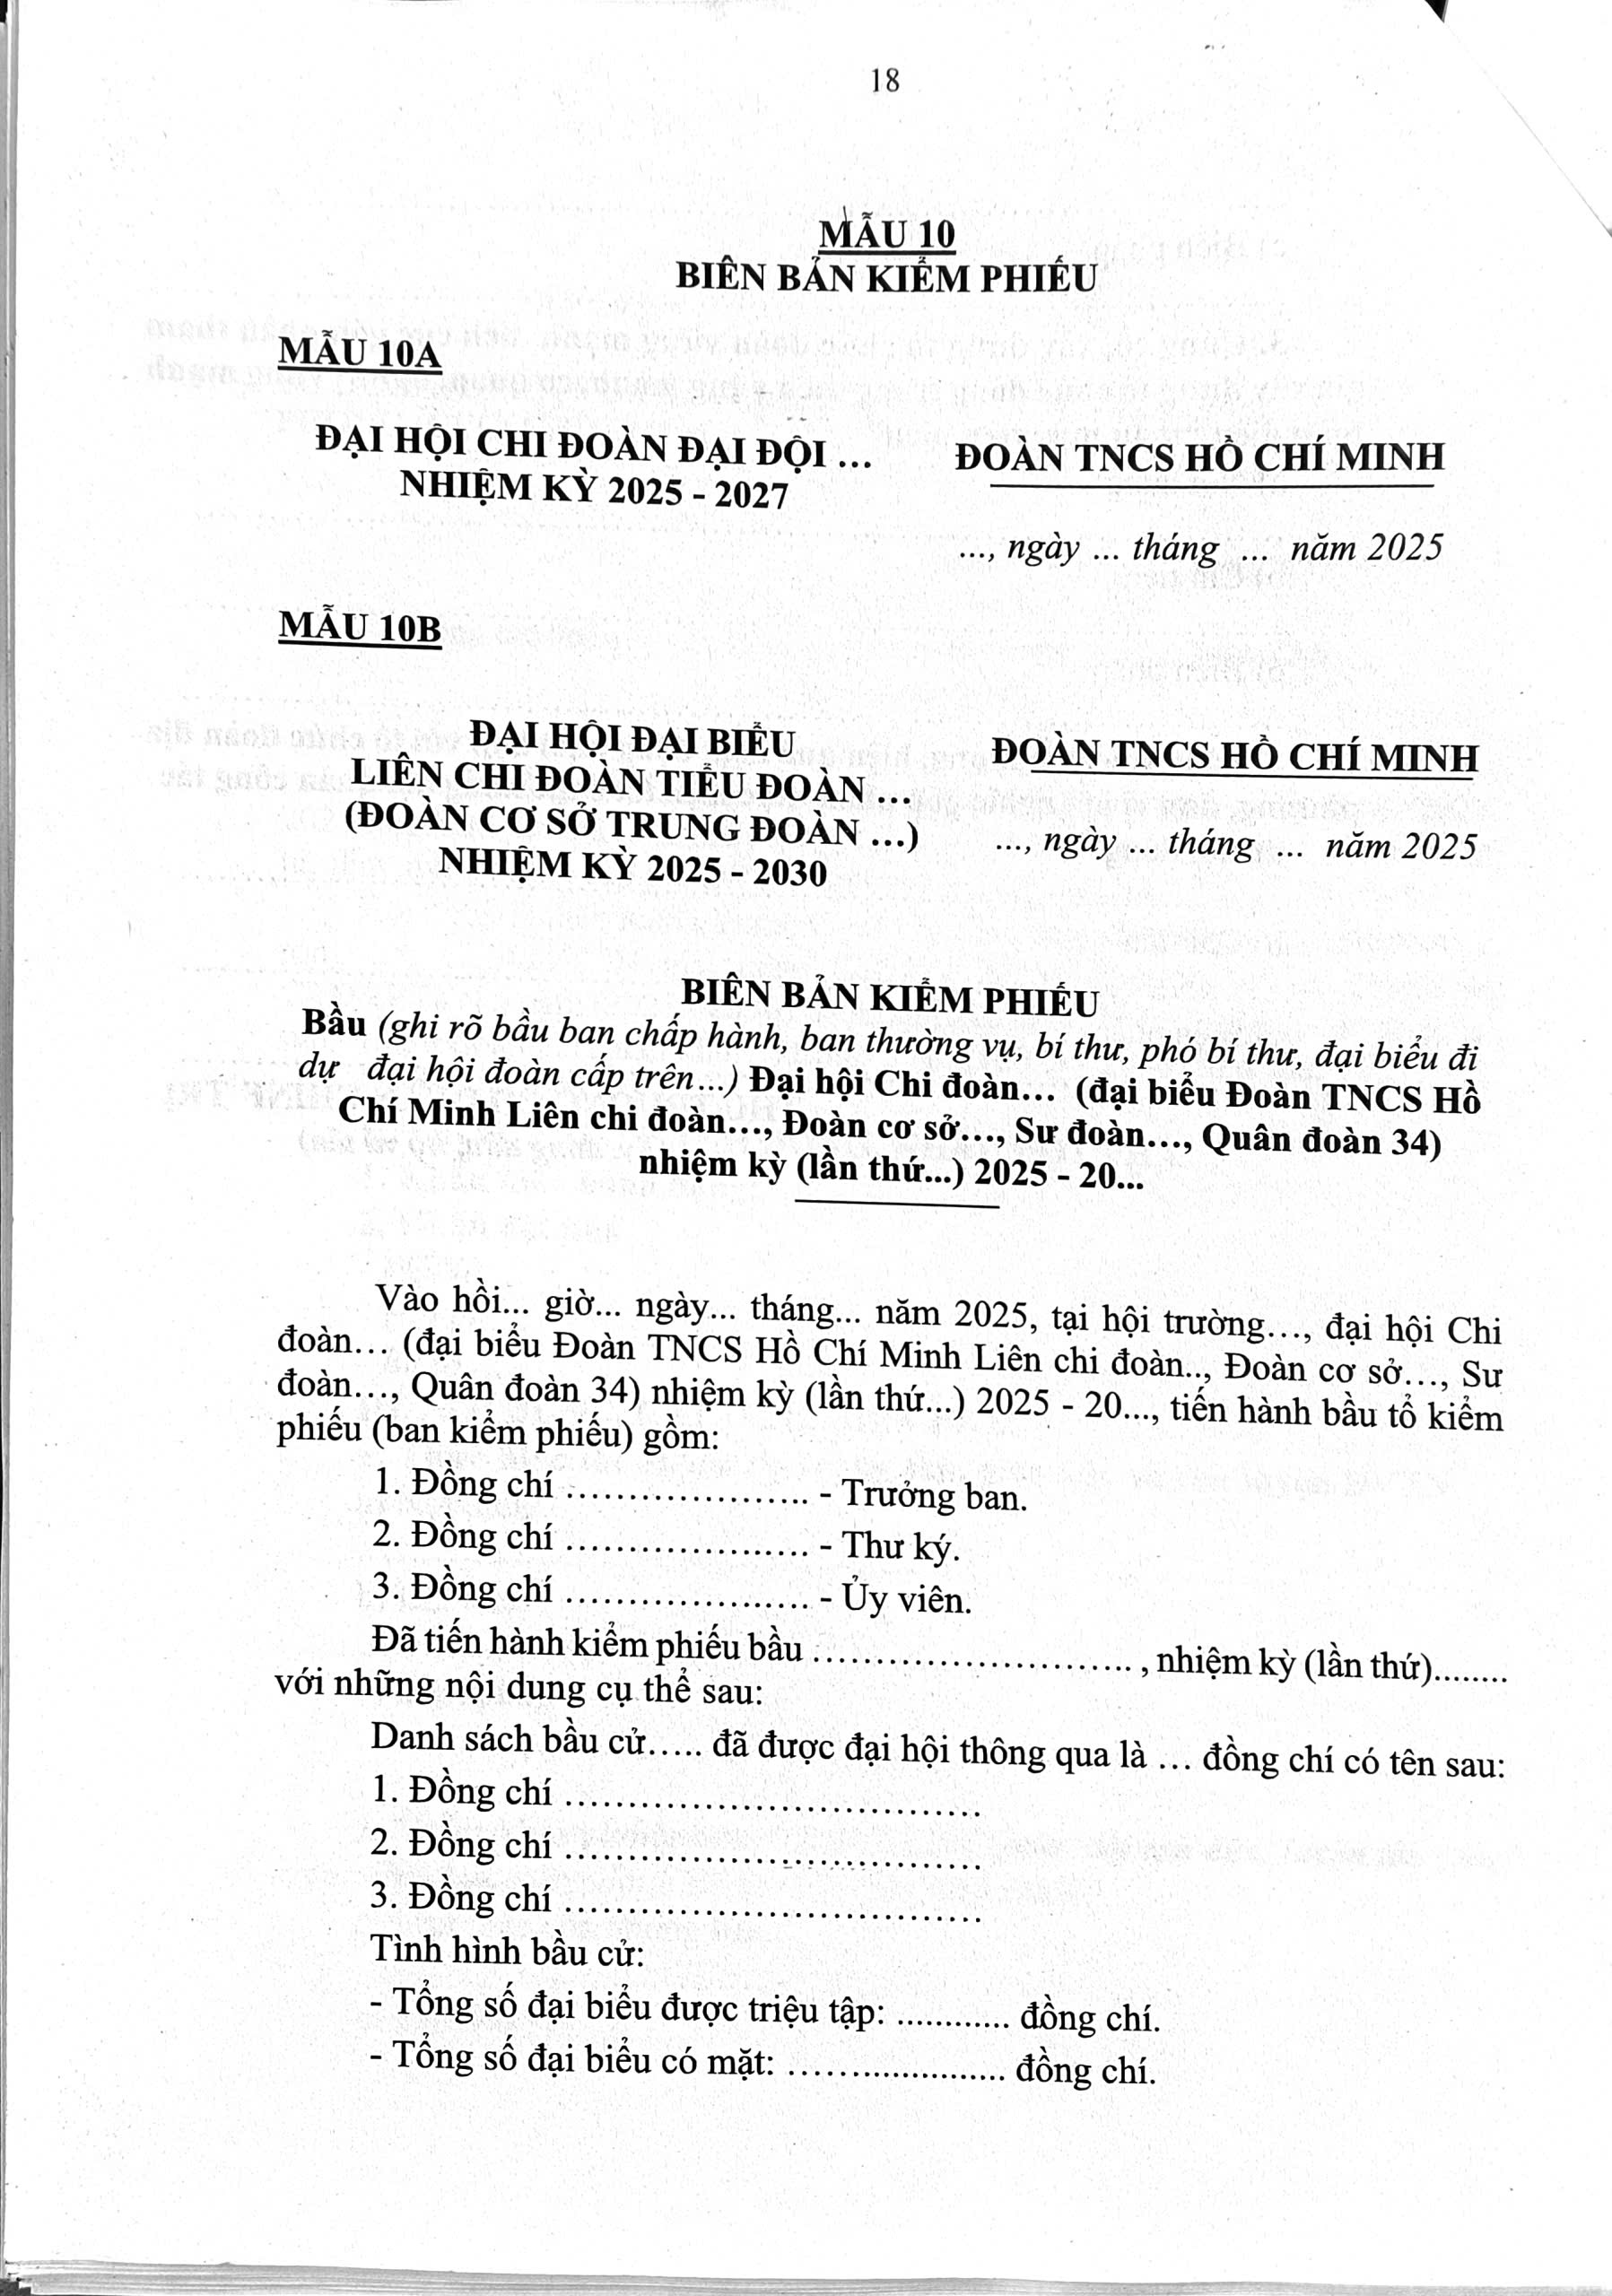 18
MẪU 10
BIÊN BẢN KIỂM PHIẾU
MẪU 10A
ĐẠI HỘI CHI ĐOÀN ĐẠI ĐỘI ...
NHIỆM KỲ 2025 - 2027
ĐOÀN TNCS HỒ CHÍ MINH
..., ngày ... tháng ... năm 2025
MẪU 10B
ĐẠI HỘI ĐẠI BIỂU
LIÊN CHI ĐOÀN TIỂU ĐOÀN ...
(ĐOÀN CƠ SỞ TRUNG ĐOÀN ...)
NHIỆM KỲ 2025 - 2030
ĐOÀN TNCS HỒ CHÍ MINH
..., ngày ... tháng ... năm 2025
BIÊN BẢN KIỂM PHIẾU
Bầu (ghi rõ bầu ban chấp hành, ban thường vụ, bí thư, phó bí thư, đại biểu đi
dự đại hội đoàn cấp trên...) Đại hội Chi đoàn... (đại biểu Đoàn TNCS Hồ
Chí Minh Liên chi đoàn..., Đoàn cơ sở..., Sư đoàn..., Quân đoàn 34)
nhiệm kỳ (lần thứ...) 2025 - 20...
Vào hồi... giờ... ngày... tháng... năm 2025, tại hội trường..., đại hội Chi
đoàn... (đại biểu Đoàn TNCS Hồ Chí Minh Liên chi đoàn.., Đoàn cơ sở..., Sư
đoàn..., Quân đoàn 34) nhiệm kỳ (lần thứ...) 2025 - 20..., tiến hành bầu tổ kiểm
phiếu (ban kiểm phiếu) gồm:
1. Đồng chí ........................ - Trưởng ban.
2. Đồng chí ........................ - Thư ký.
3. Đồng chí ........................ - Ủy viên.
Đã tiến hành kiểm phiếu bầu ................................ , nhiệm kỳ (lần thứ)........
với những nội dung cụ thể sau:
Danh sách bầu cử..... đã được đại hội thông qua là ... đồng chí có tên sau:
1. Đồng chí ........................................
2. Đồng chí ........................................
3. Đồng chí ........................................
Tình hình bầu cử:
- Tổng số đại biểu được triệu tập: ............ đồng chí.
- Tổng số đại biểu có mặt: ...................... đồng chí.